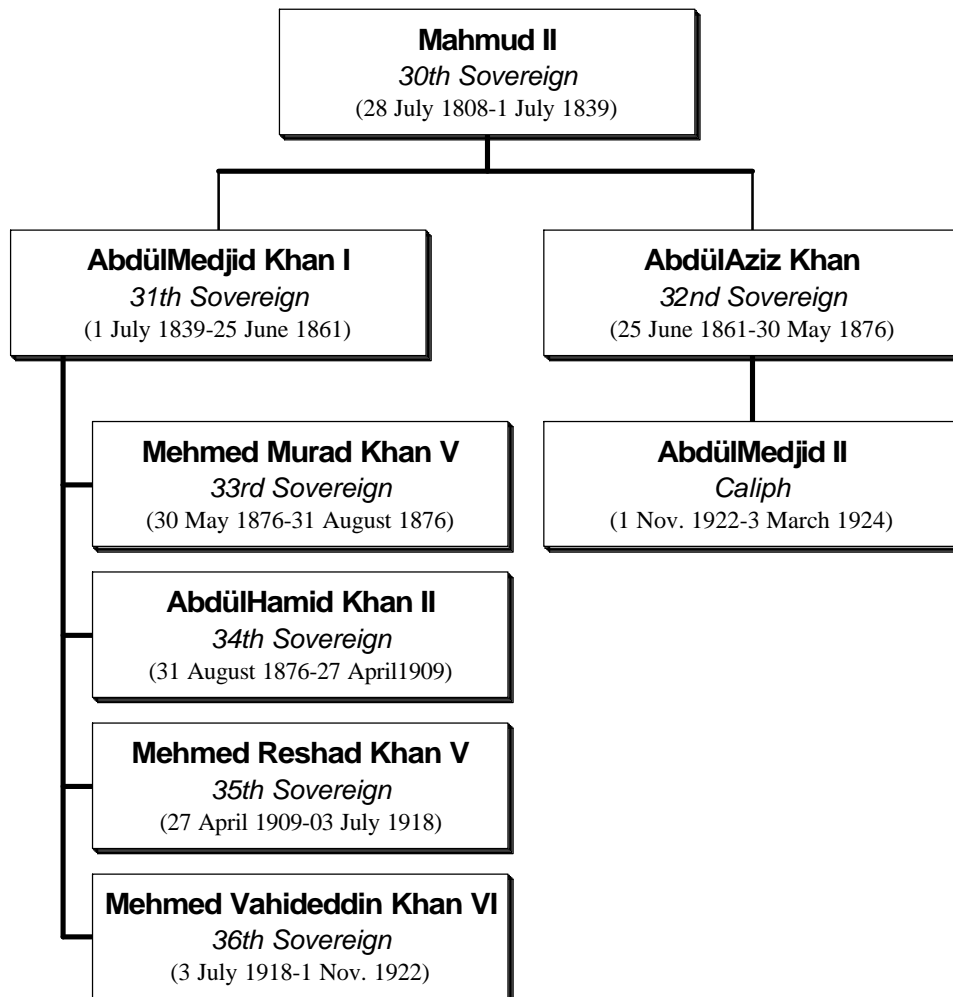 Mahmud II
30th Sovereign
(28 July 1808-1 July 1839)
AbdülMedjid Khan I
31th Sovereign
(1 July 1839-25 June 1861)
AbdülAziz Khan
32nd Sovereign
(25 June 1861-30 May 1876)
Mehmed Murad Khan V
33rd Sovereign
(30 May 1876-31 August 1876)
AbdülMedjid II
Caliph
(1 Nov. 1922-3 March 1924)
AbdülHamid Khan II
34th Sovereign
(31 August 1876-27 April1909)
Mehmed Reshad Khan V
35th Sovereign
(27 April 1909-03 July 1918)
Mehmed Vahideddin Khan VI
36th Sovereign
(3 July 1918-1 Nov. 1922)